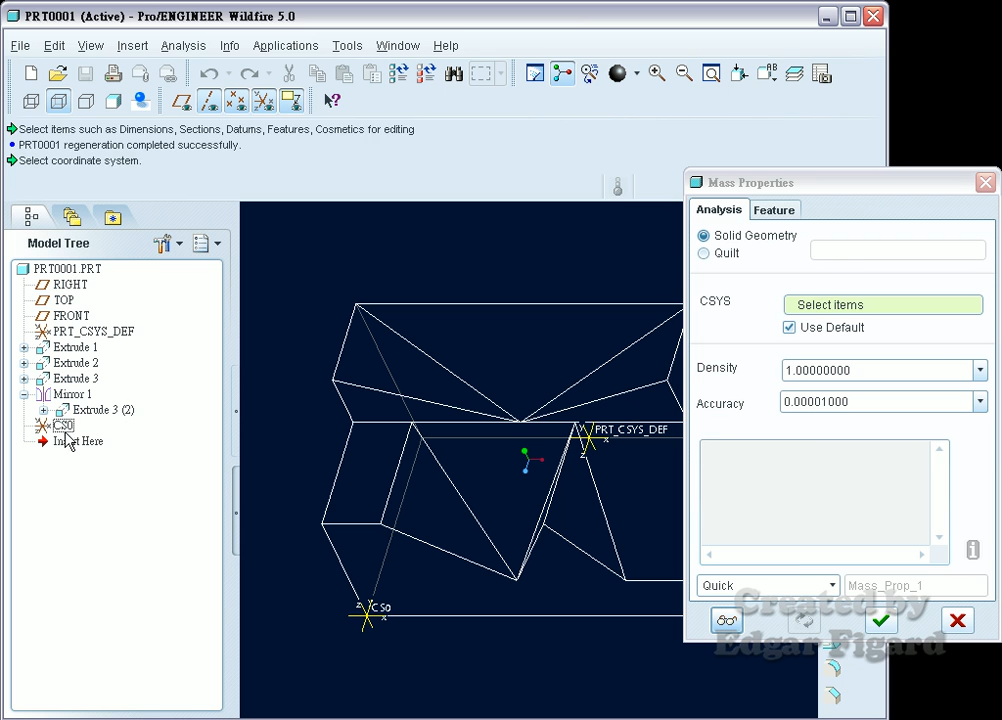 PRT0001 (Active) - Pro/ENGINEER Wildfire 5.0
File Edit View Insert Analysis Info Applications Tools Window Help
Select items such as Dimensions, Sections, Datums, Features, Cosmetics for editing
PRT0001 regeneration completed successfully.
Select coordinate system.
Model Tree
PRT0001.PRT
RIGHT
TOP
FRONT
PRT_CSYS_DEF
Extrude 1
Extrude 2
Extrude 3
Mirror 1
Extrude 3 (2)
CS0
Insert Here
PRT_CSYS_DEF
Y
X
Z
CS0
Z
Y
X
Mass Properties
Analysis Feature
Solid Geometry
Quilt
CSYS
Select items
Use Default
Density
1.00000000
Accuracy
0.00001000
Quick
Mass_Prop_1
Created by
Edgar Figard